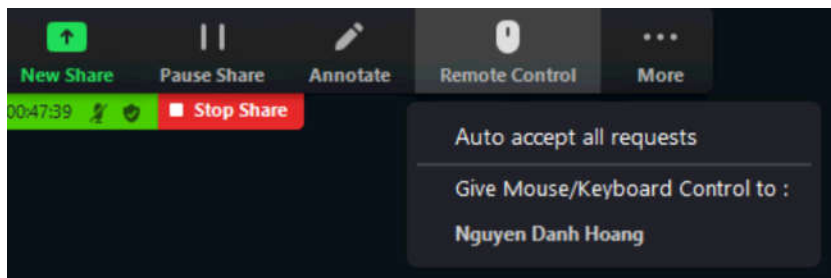 New Share Pause Share Annotate Remote Control More
00:47:39 Stop Share
Auto accept all requests
Give Mouse/Keyboard Control to :
Nguyen Danh Hoang